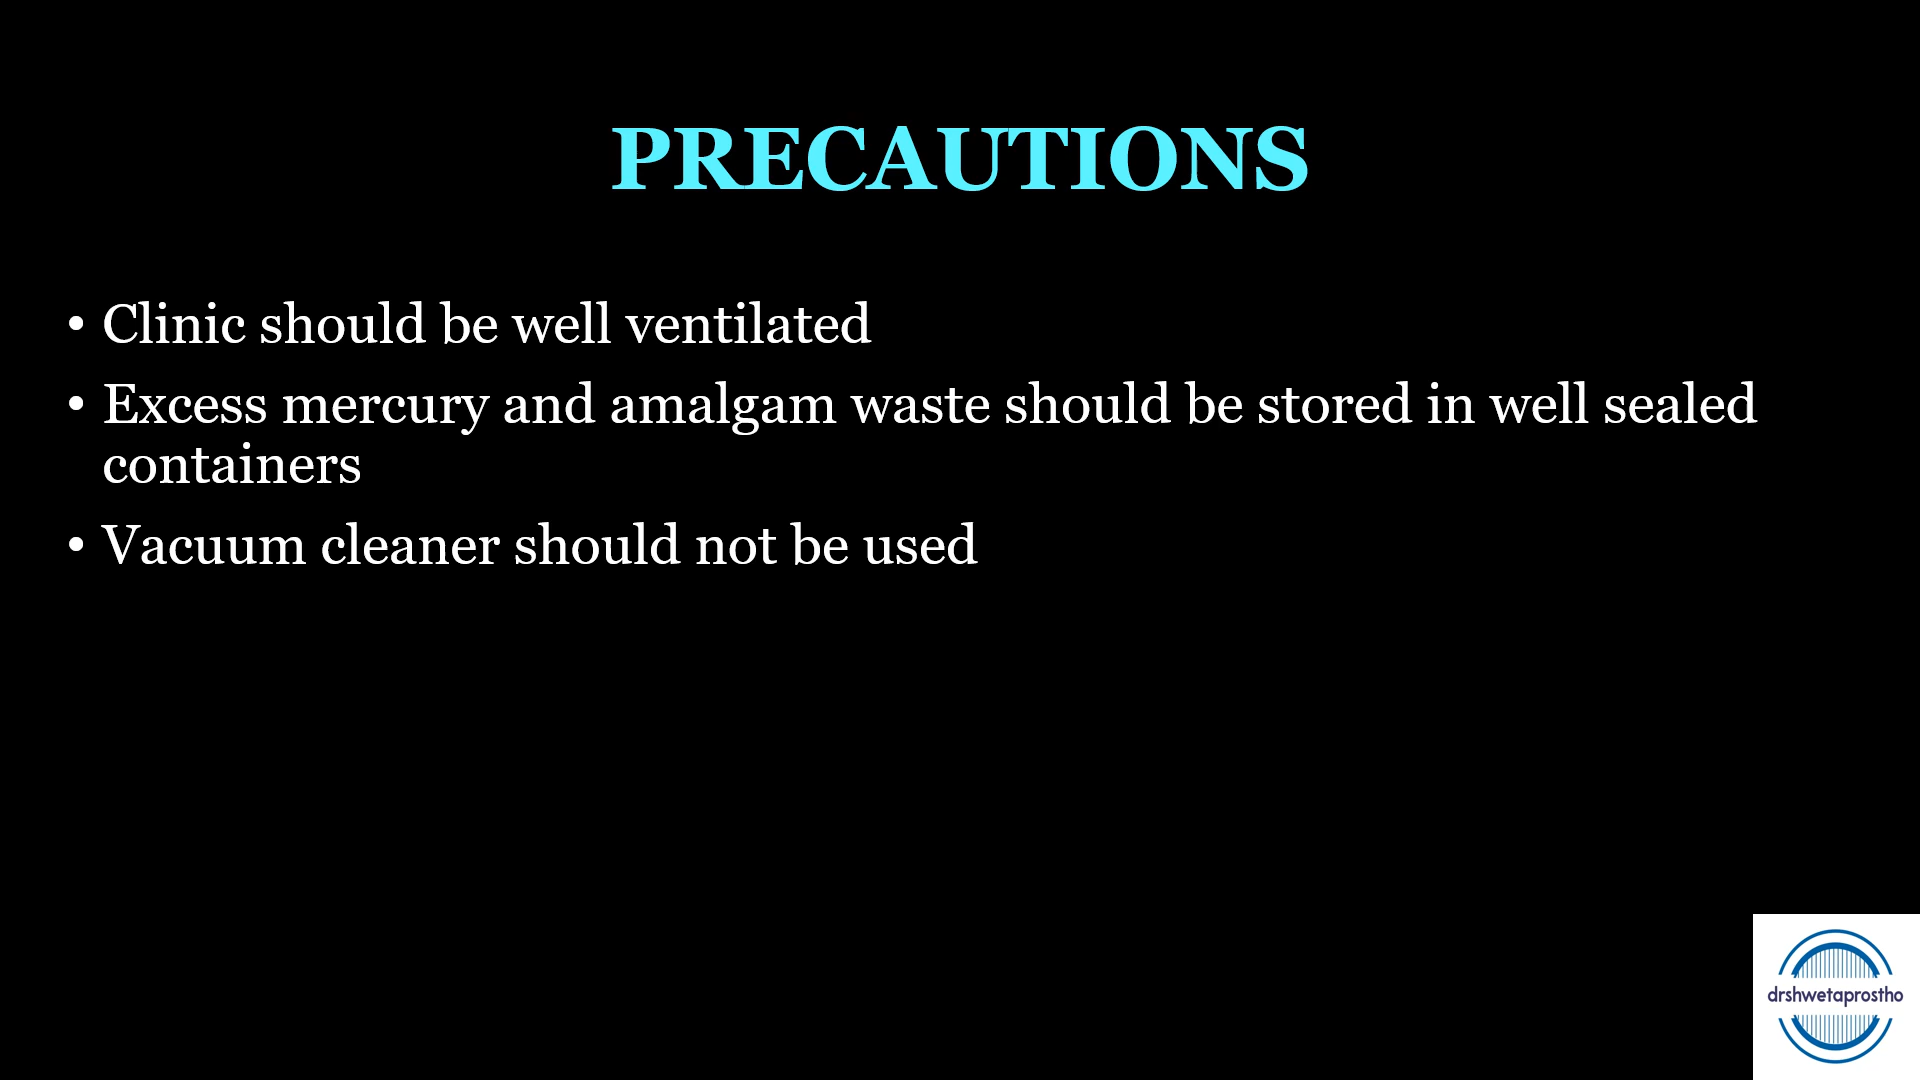 PRECAUTIONS
• Clinic should be well ventilated
• Excess mercury and amalgam waste should be stored in well sealed
containers
• Vacuum cleaner should not be used
drshwetaprostho